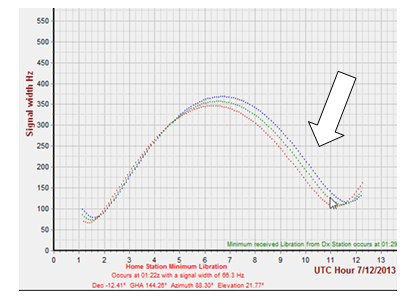 550
500
450
400
350
300
250
200
150
100
50
0
Signal width Hz
0 1 2 3 4 5 6 7 8 9 10 11 12 13
Minimum received Libration from Dx Station occurs at 01:29
Home Station Minimum Libration
Occurs at 01:22z with a signal of 66.3 Hz
UTC Hour 7/12/2013
Dec -12.41° GHA 144.26° Azimuth 88.30° Elevation 21.77°